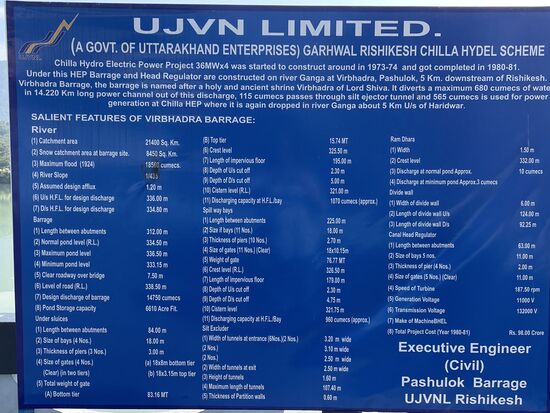 UJVNL
UJVN LIMITED.
(A GOVT. OF UTTARAKHAND ENTERPRISES) GARHWAL RISHIKESH CHILLA HYDEL SCHEME
Chilla Hydro Electric Power Project 36MWx4 was started to construct around in 1973-74 and got completed in 1980-81.
Under this HEP Barrage and Head Regulator are constructed on river Ganga at Virbhadra, Pashulok, 5 Km. downstream of Rishikesh.
Virbhadra Barrage, the barrage is named after a holy and ancient shrine Virbhadra of Lord Shiva. It diverts a maximum 680 cumecs of water
in 14.220 Km long power channel out of this discharge, 115 cumecs passes through silt ejector tunnel and 565 cumecs is used for power
generation at Chilla HEP where it is again dropped in river Ganga about 5 Km U/s of Haridwar.
SALIENT FEATURES OF VIRBHADRA BARRAGE:
River
(1) Catchment area 21400 Sq. Km.
(2) Snow catchment area at barrage site. 8450 Sq. Km.
(3) Maximum flood (1924) cumecs.
(4) River Slope
(5) Assumed design afflux 1.20 m
(6) U/s H.F.L. for design discharge 336.00 m
(7) D/s H.F.L. for design discharge 334.80 m
Barrage
(1) Length between abutments 312.00 m
(2) Normal pond level (R.L.) 334.50 m
(3) Maximum pond level 336.50 m
(4) Minimum pond level 333.15 m
(5) Clear roadway over bridge 7.50 m
(6) Level of road (R.L.) 338.50 m
(7) Design discharge of barrage 14750 cumecs
(8) Pond Storage capacity 6610 Acre Fit.
Under sluices
(1) Length between abutments 84.00 m
(2) Size of bays (4 Nos.) 18.00 m
(3) Thickness of piers (3 Nos.) 3.00 m
(4) Size of gates (4 Nos.) (a) 18x8m bottom tier
(Clear) (in two tiers) (b) 18x3.15m top tier
(5) Total weight of gate
(A) Bottom tier 83.16 MT
(B) Top tier 15.74 MT
(6) Crest level 325.50 m
(7) Length of impervious floor 195.00 m
(8) Depth of U/s cut off 2.30 m
(9) Depth of D/s cut off 5.00 m
(10) Cistern level (R.L.) 321.00 m
(11) Discharging capacity at H.F.L./bay 1070 cumecs (approx.)
Spill way bays
(1) Length between abutments 225.00 m
(2) Size if bays (11 Nos.) 18.00 m
(3) Thickness of piers (10 Nos.) 2.70 m
(4) Size of gates (11 Nos.) (Clear) 18x10.15m
(5) Weight of gate 76.77 MT
(6) Crest level (R.L.) 326.50 m
(7) Length of impervious floor 179.00 m
(8) Depth of U/s cut off 2.30 m
(9) Depth of D/s cut off 4.75 m
(10) Cistern level (R.L.) 321.75 m
(11) Discharging capacity at H.F.L./Bay 960 cumecs (approx.)
Silt Excluder
(1) Width of tunnels at entrance (6Nos)(2 Nos.) 3.20 m wide
(2 Nos.) 3.10 m wide
(2 Nos.) 2.50 m wide
(2) Width of tunnels at exit 2.50 m wide
(3) Height of tunnels 1.60 m
(4) Maximum length of tunnels 107.40 m
(5) Thickness of Partition walls 0.60 m
Ram Dhara
(1) Width 1.50 m
(2) Crest level 332.00 m
(3) Discharge at normal pond Approx. 10 cumecs
(4) Discharge at minimum pond Approx.3 cumecs
Divide wall
(1) Width of divide wall 6.00 m
(2) Length of divide wall U/s 124.00 m
(3) Length of divide wall D/s 92.25 m
Canal Head Regulator
(1) Length between abutments 63.00 m
(2) Size of bays 5 nos. 11.00 m
(3) Thickness of pier (4 Nos.) 2.00 m
(4) Size of gates (5 Nos.) (Clear) 11.00 m
(4) Speed of Turbine 187.50 rpm
(5) Generation Voltage 11000 V
(6) Transmission Voltage 132000 V
(7) Make of MachineBHEL
(8) Total Project Cost (Year 1980-81) Rs. 98.00 Crore
Executive Engineer
(Civil)
Pashulok Barrage
UJVNL Rishikesh